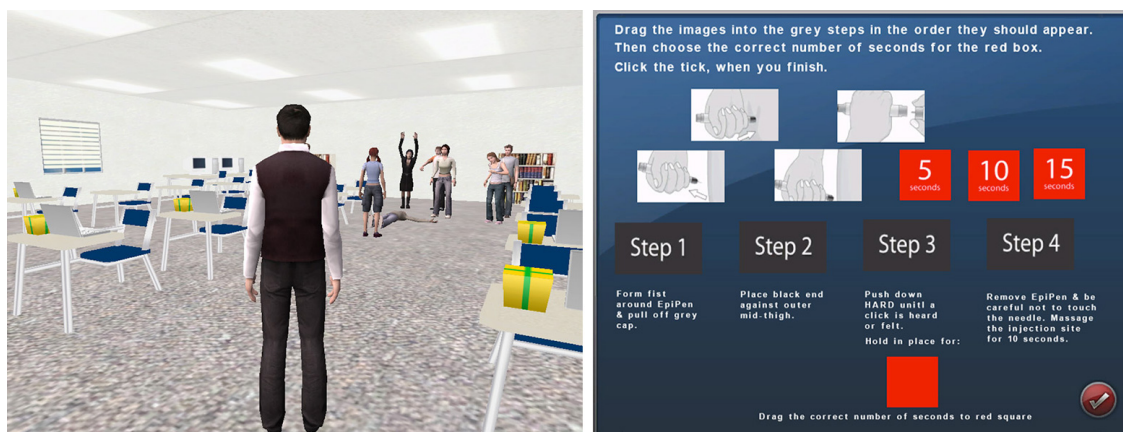 Drag the images into the grey steps in the order they should appear.
Then choose the correct number of seconds for the red box.
Click the tick, when you finish.
5
seconds
10
seconds
15
seconds
Step 1
Step 2
Step 3
Step 4
Form fist
around EpiPen
& pull off grey
cap.
Place black end
against outer
mid-thigh.
Push down
HARD unitl a
click is heard
or felt.
Hold in place for:
Remove EpiPen & be
careful not to touch
the needle. Massage
the injection site
for 10 seconds.
Drag the correct number of seconds to red square